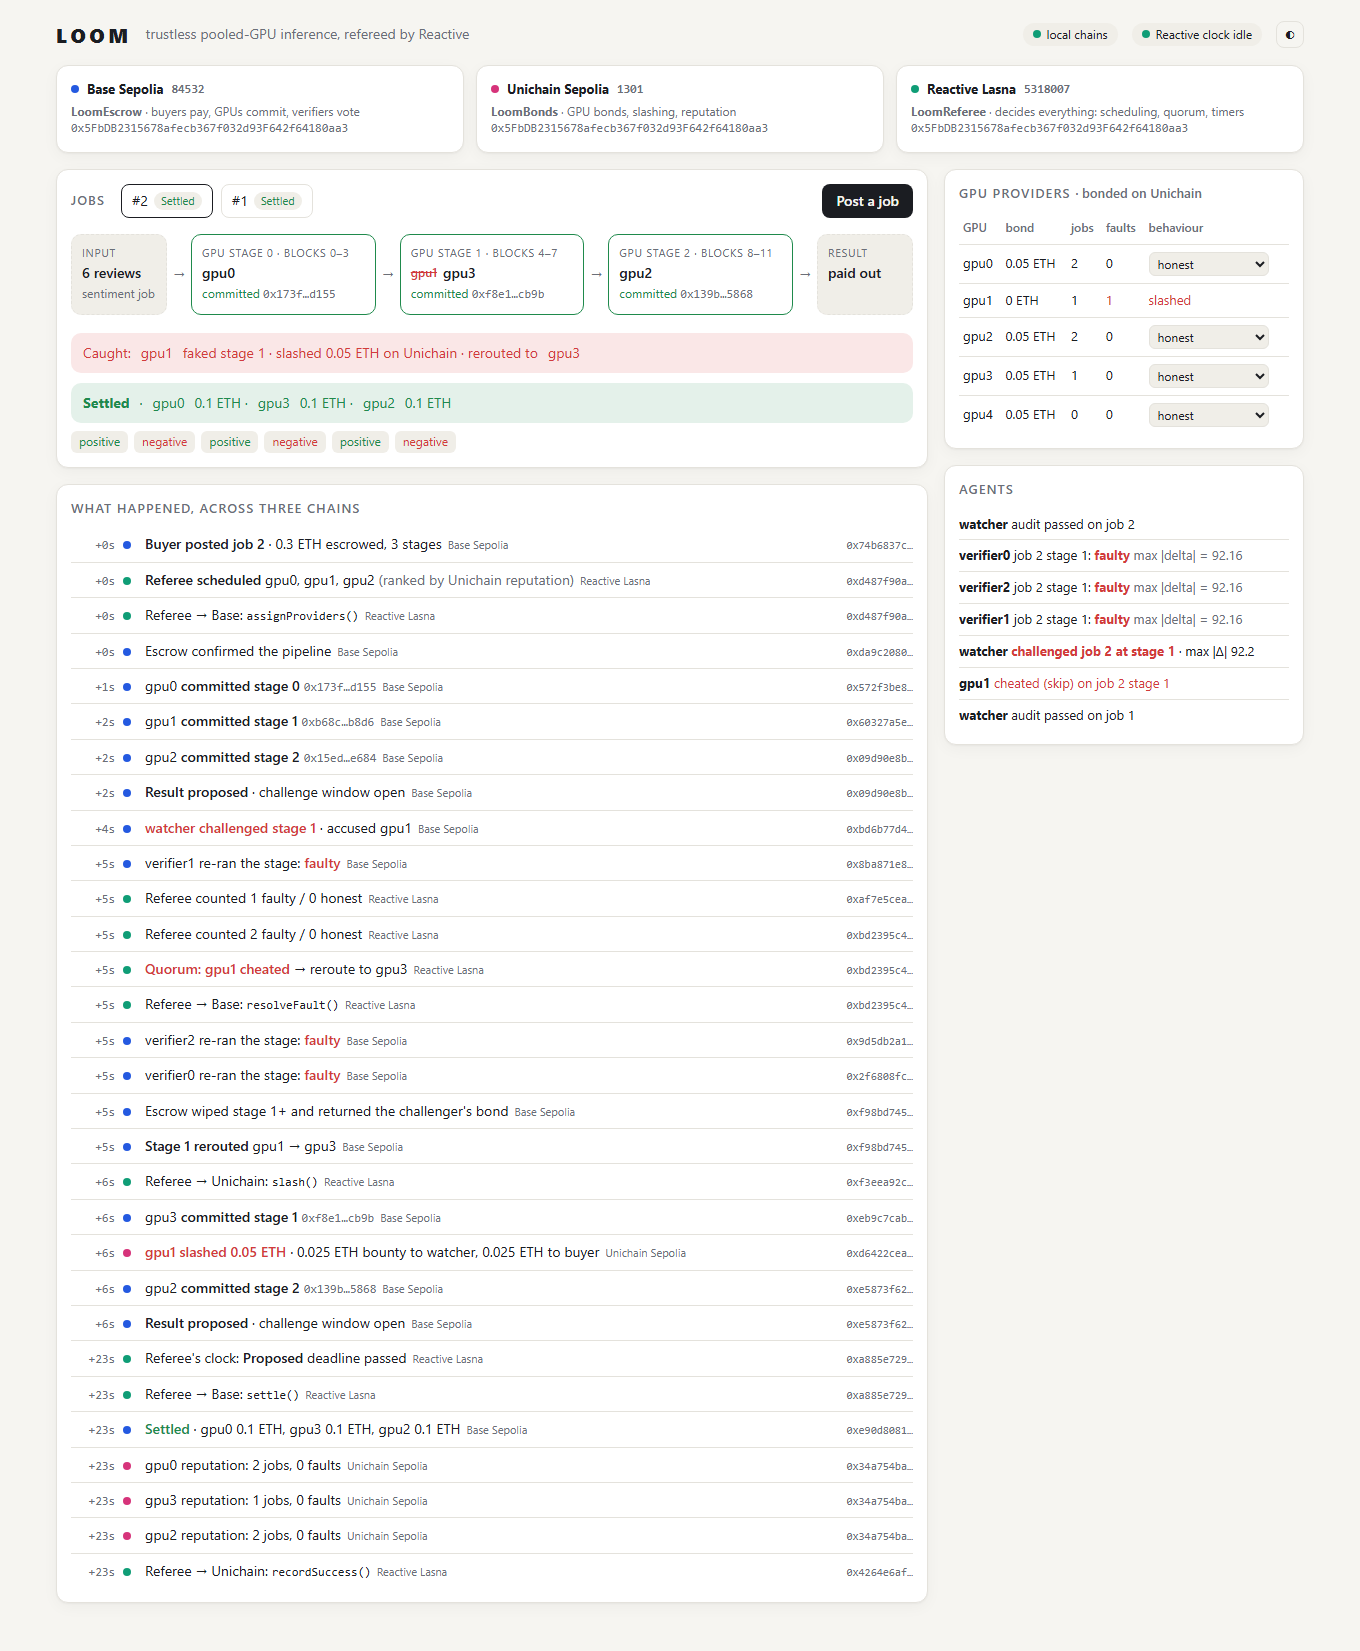 LOOM trustless pooled-GPU inference, refereed by Reactive
local chains
Reactive clock idle
Base Sepolia 84532
LoomEscrow · buyers pay, GPUs commit, verifiers vote
0x5FbDB2315678afecb367f032d93F642f64180aa3
Unichain Sepolia 1301
LoomBonds · GPU bonds, slashing, reputation
0x5FbDB2315678afecb367f032d93F642f64180aa3
Reactive Lasna 5318007
LoomReferee · decides everything: scheduling, quorum, timers
0x5FbDB2315678afecb367f032d93F642f64180aa3
JOBS #2 Settled #1 Settled Post a job
INPUT
6 reviews
sentiment job
→
GPU STAGE 0 · BLOCKS 0–3
gpu0
committed 0x173f…d155
→
GPU STAGE 1 · BLOCKS 4–7
gpu1 gpu3
committed 0xf8e1…cb9b
→
GPU STAGE 2 · BLOCKS 8–11
gpu2
committed 0x139b…5868
→
RESULT
paid out
Caught: gpu1 faked stage 1 · slashed 0.05 ETH on Unichain · rerouted to gpu3
Settled · gpu0 0.1 ETH · gpu3 0.1 ETH · gpu2 0.1 ETH
positive negative positive negative positive negative
GPU PROVIDERS · bonded on Unichain
GPU bond jobs faults behaviour
gpu0 0.05 ETH 2 0 honest
gpu1 0 ETH 1 1 slashed
gpu2 0.05 ETH 2 0 honest
gpu3 0.05 ETH 1 0 honest
gpu4 0.05 ETH 0 0 honest
AGENTS
watcher audit passed on job 2
verifier0 job 2 stage 1: faulty max |delta| = 92.16
verifier2 job 2 stage 1: faulty max |delta| = 92.16
verifier1 job 2 stage 1: faulty max |delta| = 92.16
watcher challenged job 2 at stage 1 · max |Δ| 92.2
gpu1 cheated (skip) on job 2 stage 1
watcher audit passed on job 1
WHAT HAPPENED, ACROSS THREE CHAINS
+0s Buyer posted job 2 · 0.3 ETH escrowed, 3 stages Base Sepolia 0x74b6837c…
+0s Referee scheduled gpu0, gpu1, gpu2 (ranked by Unichain reputation) Reactive Lasna 0xd487f90a…
+0s Referee → Base: assignProviders() Reactive Lasna 0xd487f90a…
+0s Escrow confirmed the pipeline Base Sepolia 0xda9c2080…
+1s gpu0 committed stage 0 0x173f…d155 Base Sepolia 0x572f3be8…
+2s gpu1 committed stage 1 0xb68c…b8d6 Base Sepolia 0x60327a5e…
+2s gpu2 committed stage 2 0x15ed…e684 Base Sepolia 0x09d90e8b…
+2s Result proposed · challenge window open Base Sepolia 0x09d90e8b…
+4s watcher challenged stage 1 · accused gpu1 Base Sepolia 0xbd6b77d4…
+5s verifier1 re-ran the stage: faulty Base Sepolia 0x8ba871e8…
+5s Referee counted 1 faulty / 0 honest Reactive Lasna 0xaf7e5cea…
+5s Referee counted 2 faulty / 0 honest Reactive Lasna 0xbd2395c4…
+5s Quorum: gpu1 cheated → reroute to gpu3 Reactive Lasna 0xbd2395c4…
+5s Referee → Base: resolveFault() Reactive Lasna 0xbd2395c4…
+5s verifier2 re-ran the stage: faulty Base Sepolia 0x9d5db2a1…
+5s verifier0 re-ran the stage: faulty Base Sepolia 0x2f6808fc…
+5s Escrow wiped stage 1+ and returned the challenger's bond Base Sepolia 0xf98bd745…
+5s Stage 1 rerouted gpu1 → gpu3 Base Sepolia 0xf98bd745…
+6s Referee → Unichain: slash() Reactive Lasna 0xf3eea92c…
+6s gpu3 committed stage 1 0xf8e1…cb9b Base Sepolia 0xeb9c7cab…
+6s gpu1 slashed 0.05 ETH · 0.025 ETH bounty to watcher, 0.025 ETH to buyer Unichain Sepolia 0xd6422cea…
+6s gpu2 committed stage 2 0x139b…5868 Base Sepolia 0xe5873f62…
+6s Result proposed · challenge window open Base Sepolia 0xe5873f62…
+23s Referee's clock: Proposed deadline passed Reactive Lasna 0xa885e729…
+23s Referee → Base: settle() Reactive Lasna 0xa885e729…
+23s Settled · gpu0 0.1 ETH, gpu3 0.1 ETH, gpu2 0.1 ETH Base Sepolia 0xe90d8081…
+23s gpu0 reputation: 2 jobs, 0 faults Unichain Sepolia 0x34a754ba…
+23s gpu3 reputation: 1 jobs, 0 faults Unichain Sepolia 0x34a754ba…
+23s gpu2 reputation: 2 jobs, 0 faults Unichain Sepolia 0x34a754ba…
+23s Referee → Unichain: recordSuccess() Reactive Lasna 0x4264e6af…